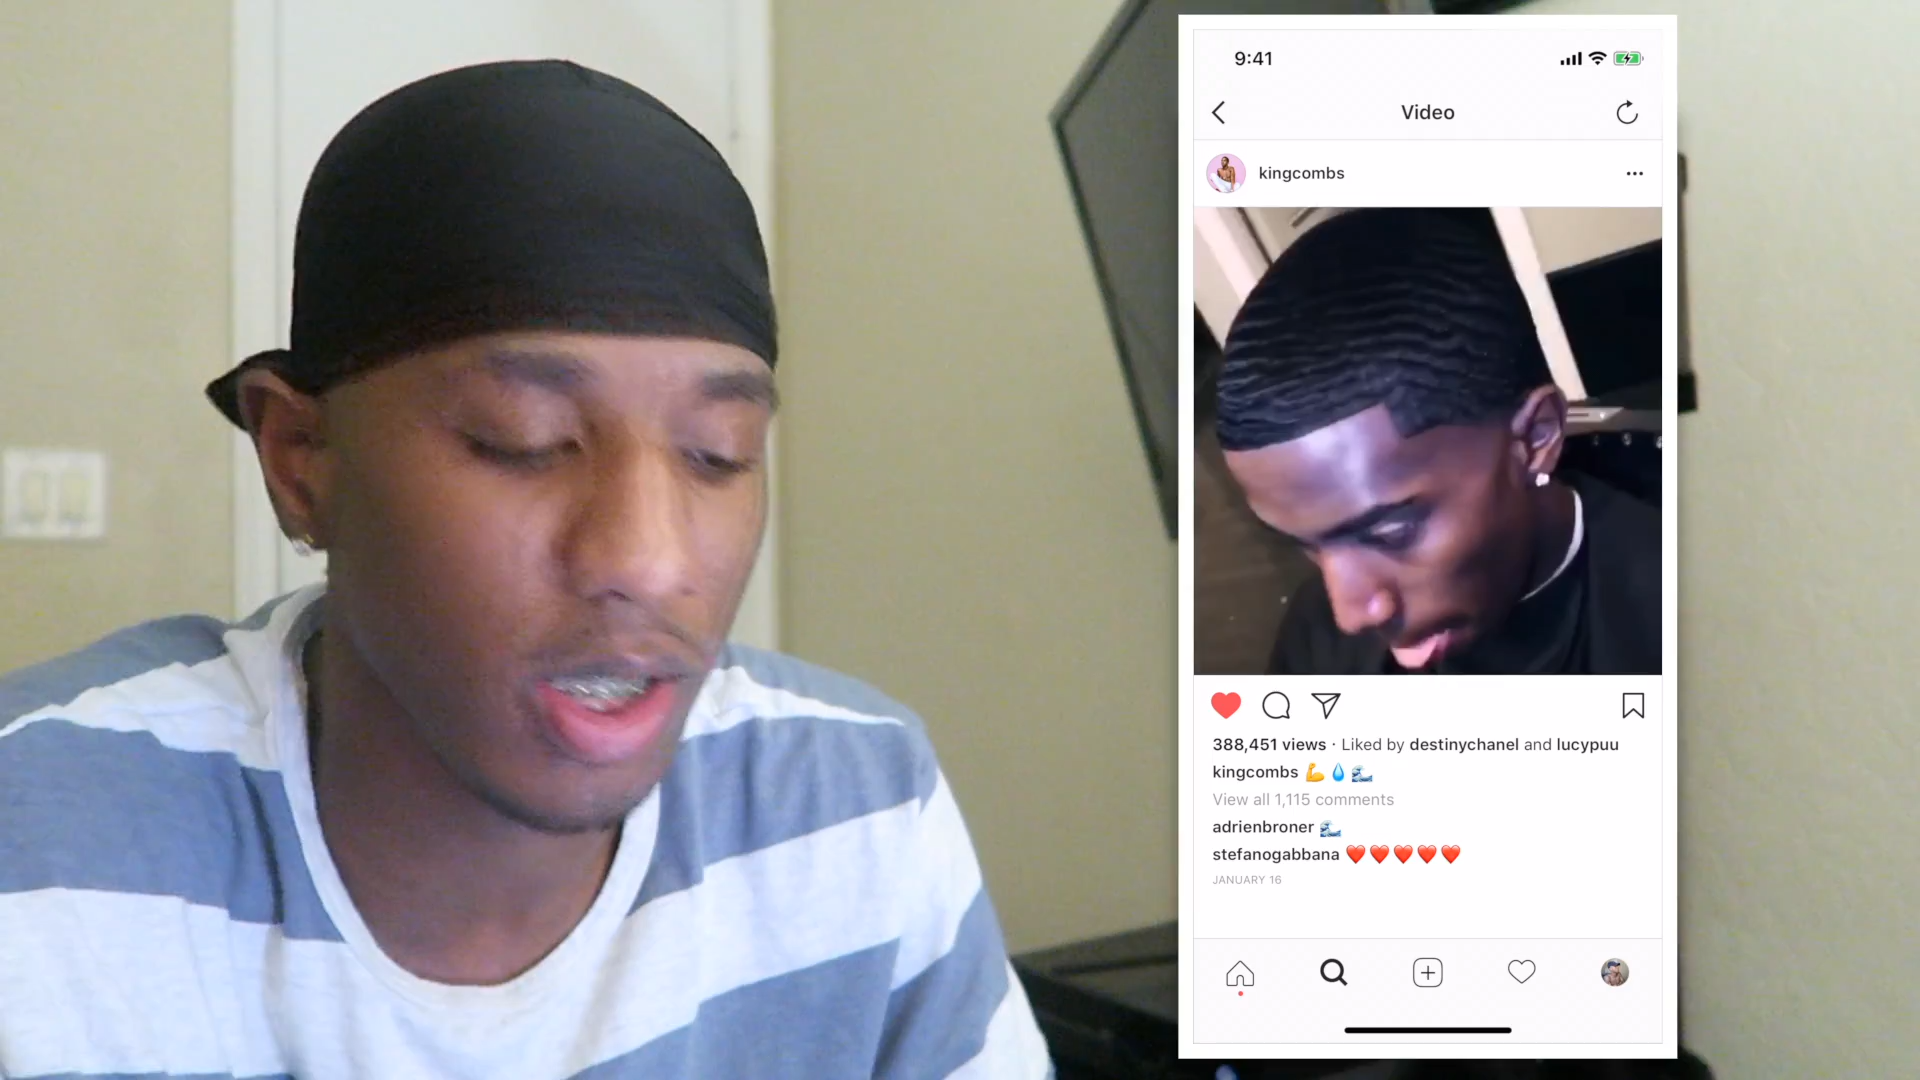 9:41
Video
kingcombs
388,451 views · Liked by destinychanel and lucypuu
kingcombs 💪💧🌊
View all 1,115 comments
adrienbroner 🌊
stefanogabbana ❤️❤️❤️❤️❤️
JANUARY 16